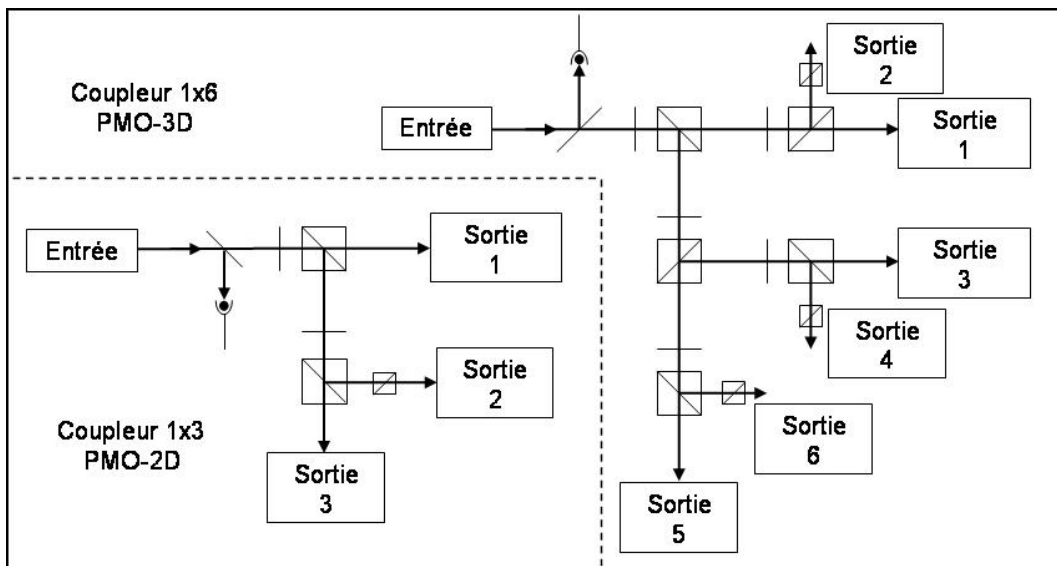 Coupleur 1x6
PMO-3D
Entrée
Sortie
2
Sortie
1
Sortie
3
Sortie
4
Sortie
6
Sortie
5
Entrée
Sortie
1
Sortie
2
Sortie
3
Coupleur 1x3
PMO-2D